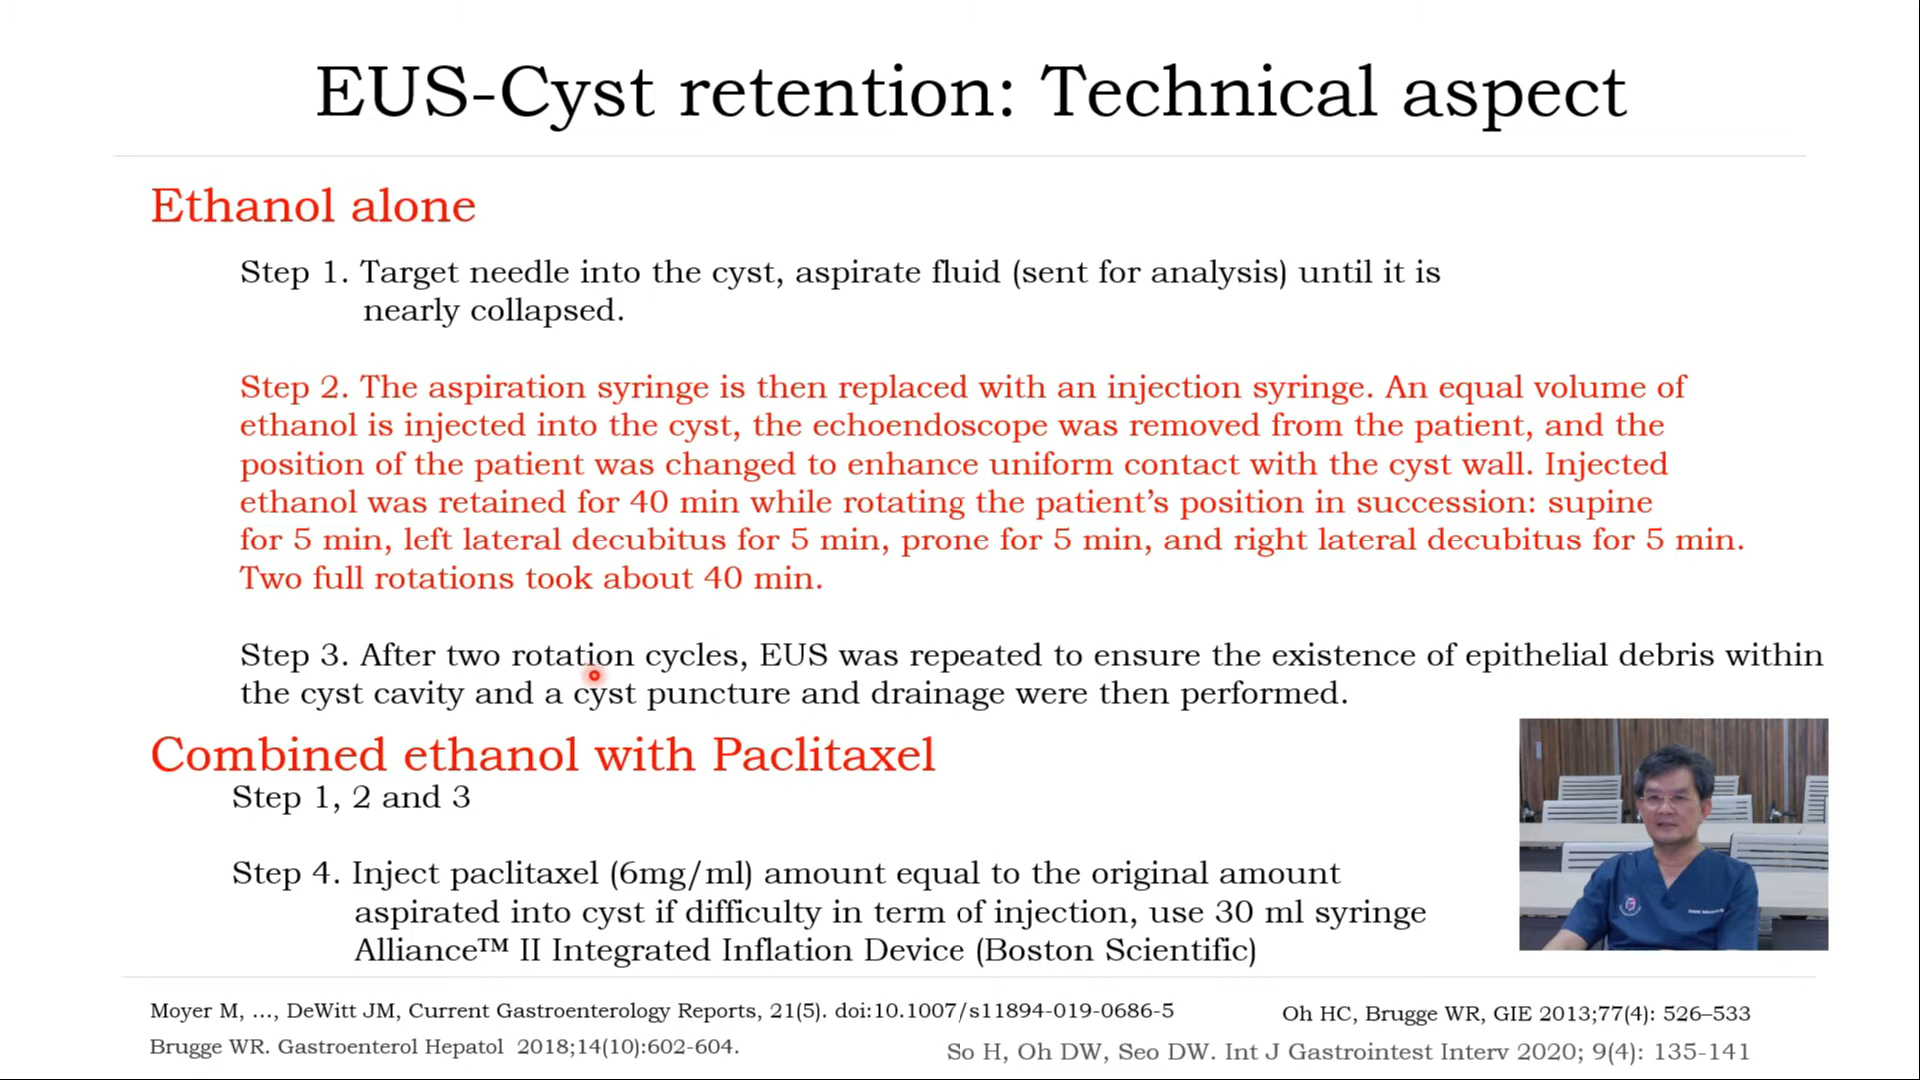 EUS-Cyst retention: Technical aspect
Ethanol alone
Step 1. Target needle into the cyst, aspirate fluid (sent for analysis) until it is
nearly collapsed.
Step 2. The aspiration syringe is then replaced with an injection syringe. An equal volume of
ethanol is injected into the cyst, the echoendoscope was removed from the patient, and the
position of the patient was changed to enhance uniform contact with the cyst wall. Injected
ethanol was retained for 40 min while rotating the patient’s position in succession: supine
for 5 min, left lateral decubitus for 5 min, prone for 5 min, and right lateral decubitus for 5 min.
Two full rotations took about 40 min.
Step 3. After two rotation cycles, EUS was repeated to ensure the existence of epithelial debris within
the cyst cavity and a cyst puncture and drainage were then performed.
Combined ethanol with Paclitaxel
Step 1, 2 and 3
Step 4. Inject paclitaxel (6mg/ml) amount equal to the original amount
aspirated into cyst if difficulty in term of injection, use 30 ml syringe
Alliance™ II Integrated Inflation Device (Boston Scientific)
Moyer M, ..., DeWitt JM, Current Gastroenterology Reports, 21(5). doi:10.1007/s11894-019-0686-5
Oh HC, Brugge WR, GIE 2013;77(4): 526–533
Brugge WR. Gastroenterol Hepatol 2018;14(10):602-604.
So H, Oh DW, Seo DW. Int J Gastrointest Interv 2020; 9(4): 135-141